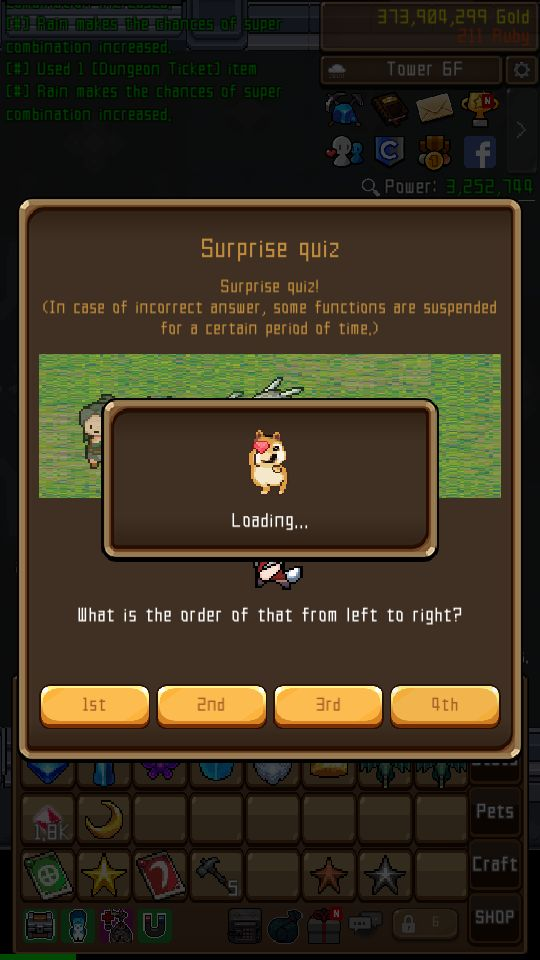 [#] Rain makes the chances of super
combination increased.
[#] Used 1 [Dungeon Ticket] item
[#] Rain makes the chances of super
combination increased.
373,904,299 Gold
211 Ruby
Tower 6F
N
Power: 3,252,744
Surprise quiz
Surprise quiz!
(In case of incorrect answer, some functions are suspended
for a certain period of time.)
Loading...
What is the order of that from left to right?
1st
2nd
3rd
4th
1,8K
Pets
5
Craft
N
6
SHOP